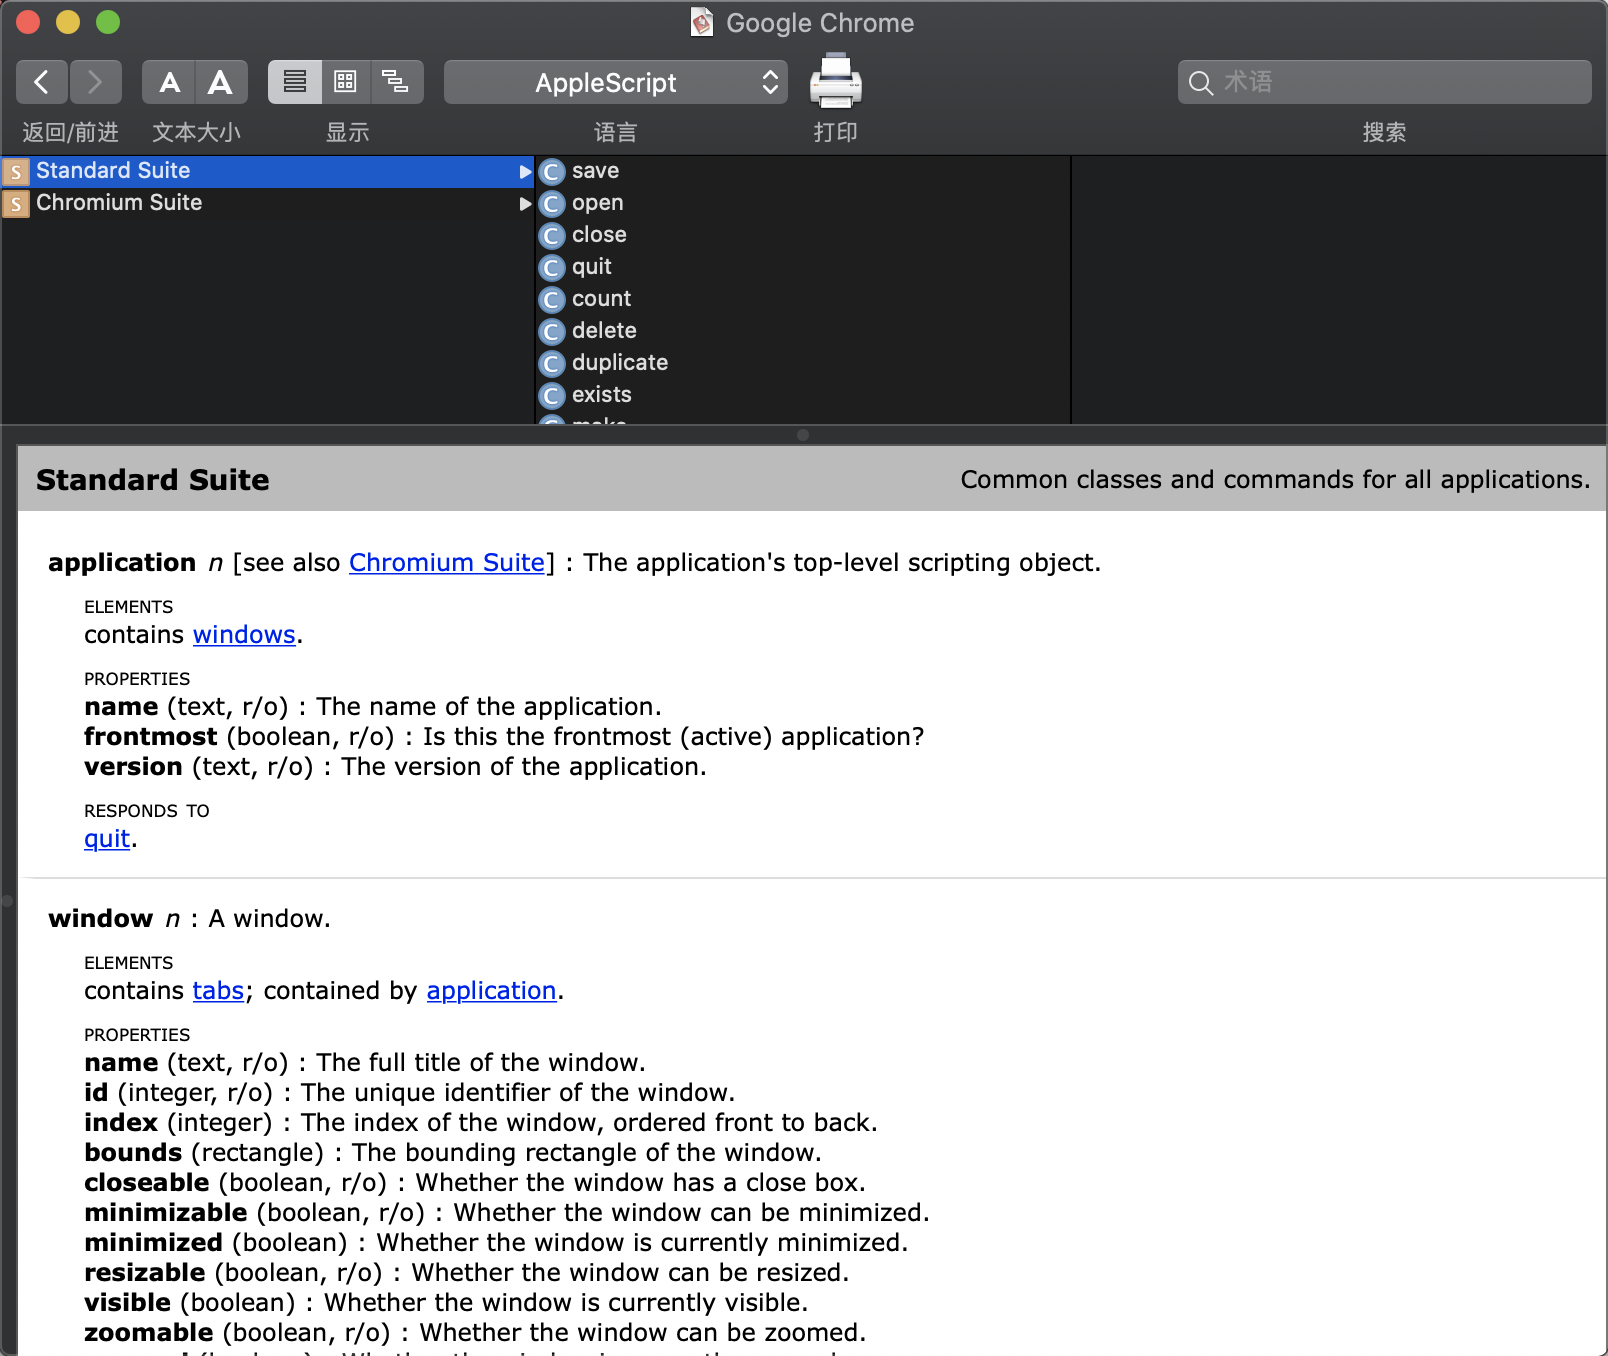 Google Chrome
A A
AppleScript
术语
返回/前进 文本大小 显示 语言 打印 搜索
S Standard Suite
S Chromium Suite
C save
C open
C close
C quit
C count
C delete
C duplicate
C exists
Standard Suite Common classes and commands for all applications.
application n [see also Chromium Suite] : The application's top-level scripting object.
ELEMENTS
contains windows.
PROPERTIES
name (text, r/o) : The name of the application.
frontmost (boolean, r/o) : Is this the frontmost (active) application?
version (text, r/o) : The version of the application.
RESPONDS TO
quit.
window n : A window.
ELEMENTS
contains tabs; contained by application.
PROPERTIES
name (text, r/o) : The full title of the window.
id (integer, r/o) : The unique identifier of the window.
index (integer) : The index of the window, ordered front to back.
bounds (rectangle) : The bounding rectangle of the window.
closeable (boolean, r/o) : Whether the window has a close box.
minimizable (boolean, r/o) : Whether the window can be minimized.
minimized (boolean) : Whether the window is currently minimized.
resizable (boolean, r/o) : Whether the window can be resized.
visible (boolean) : Whether the window is currently visible.
zoomable (boolean, r/o) : Whether the window can be zoomed.